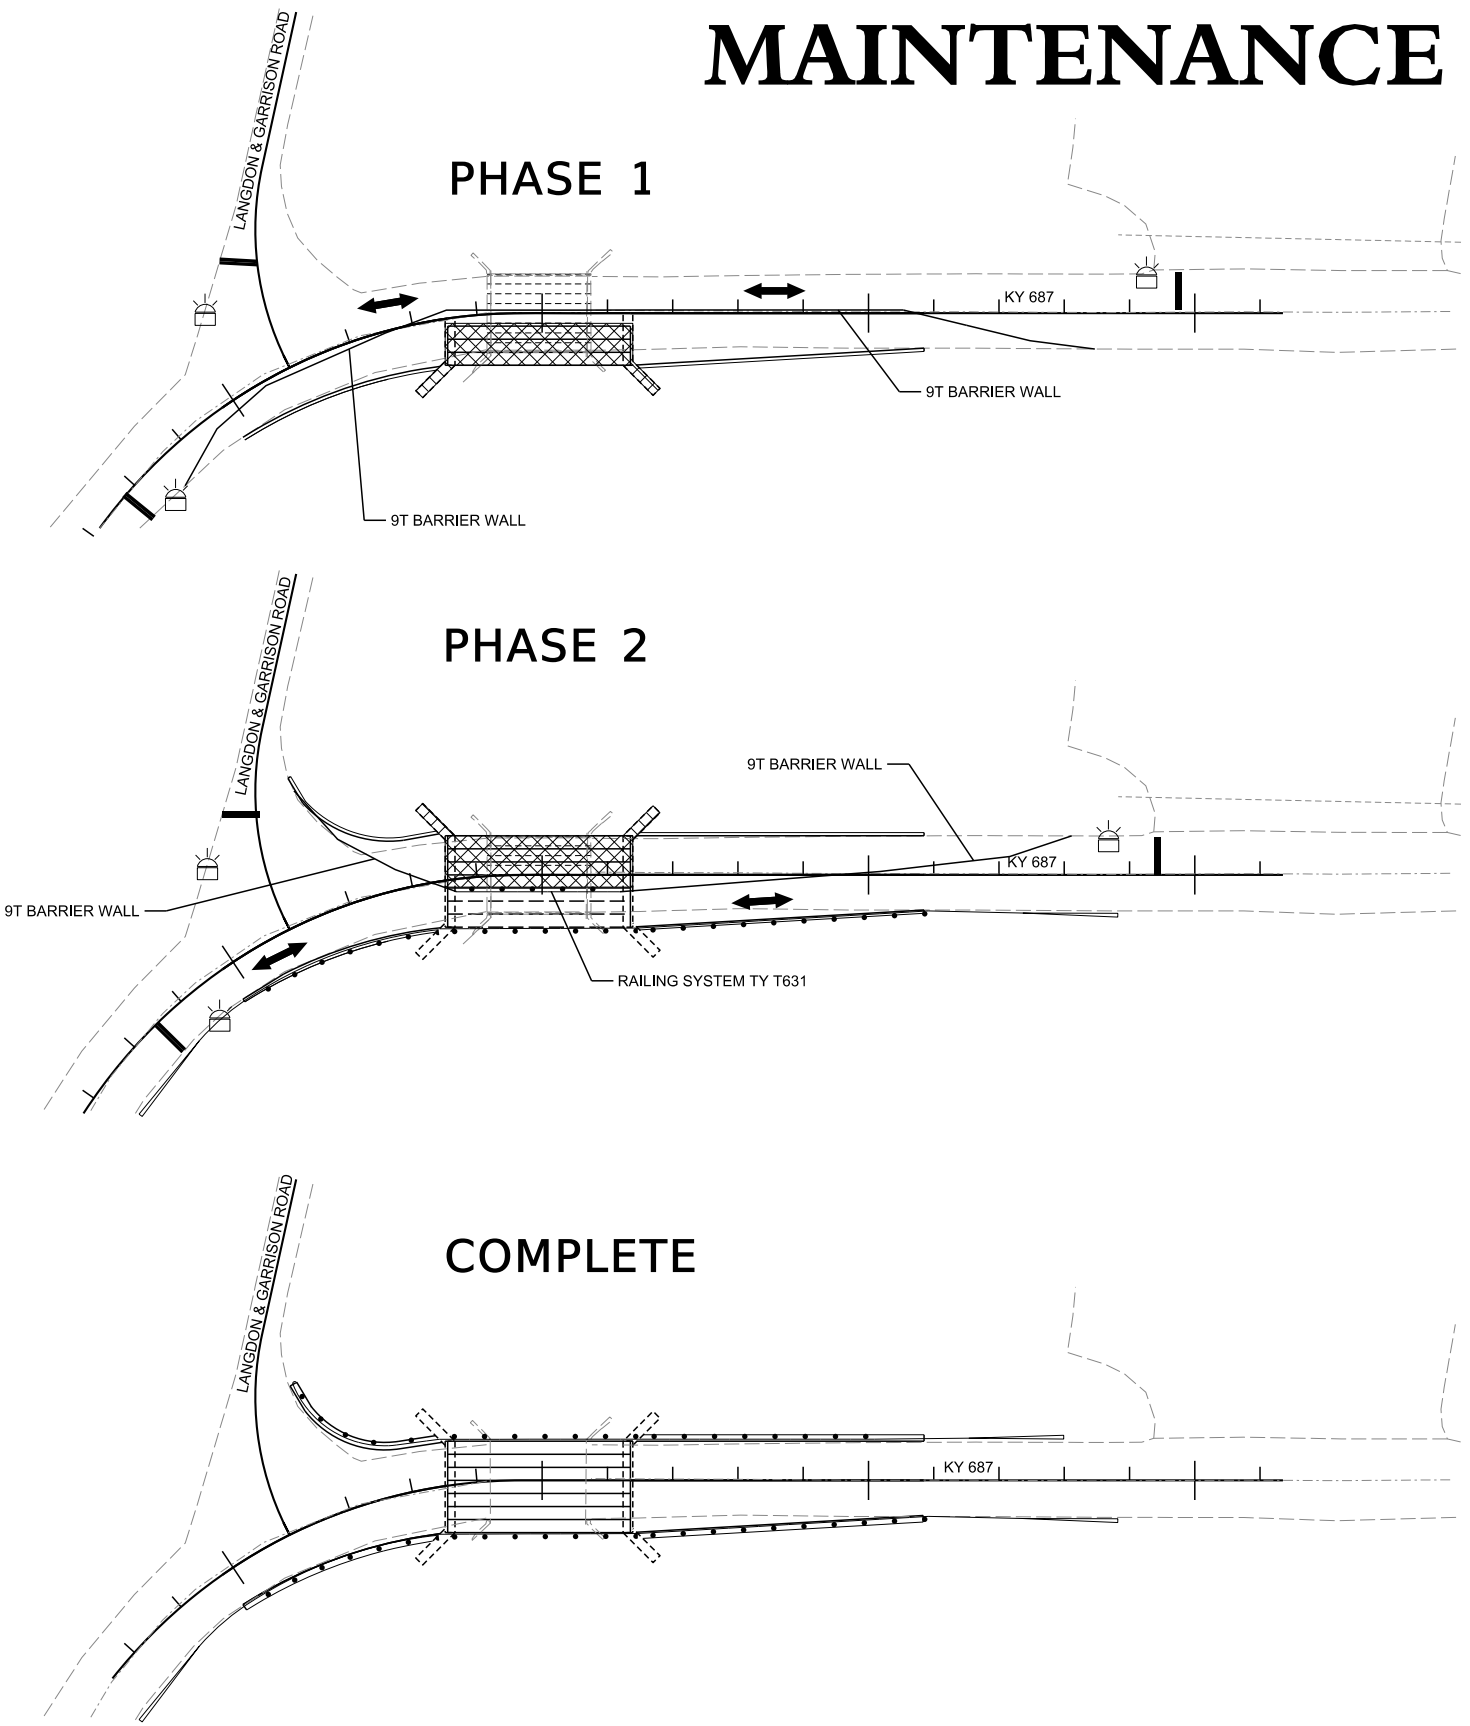 MAINTENANCE
LANGDON & GARRISON ROAD
PHASE 1
KY 687
9T BARRIER WALL
9T BARRIER WALL
LANGDON & GARRISON ROAD
PHASE 2
9T BARRIER WALL
KY 687
9T BARRIER WALL
RAILING SYSTEM TY T631
LANGDON & GARRISON ROAD
COMPLETE
KY 687